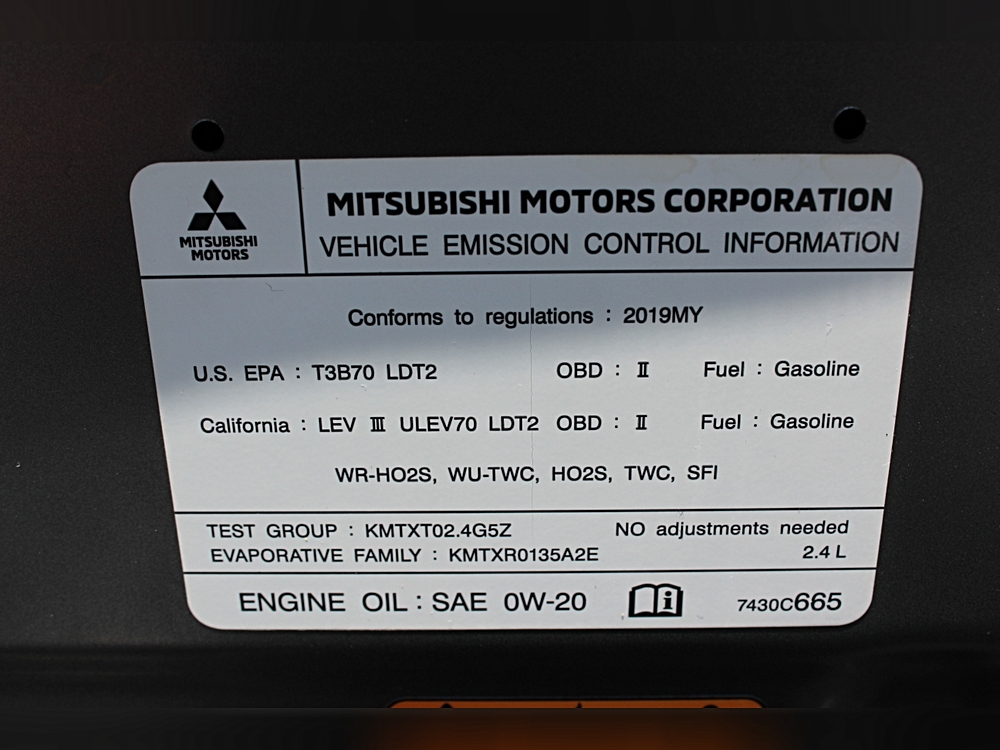 MITSUBISHI
MOTORS
MITSUBISHI MOTORS CORPORATION
VEHICLE EMISSION CONTROL INFORMATION
Conforms to regulations : 2019MY
U.S. EPA : T3B70 LDT2 OBD : Ⅱ Fuel : Gasoline
California : LEV Ⅲ ULEV70 LDT2 OBD : Ⅱ Fuel : Gasoline
WR-HO2S, WU-TWC, HO2S, TWC, SFI
TEST GROUP : KMTXT02.4G5Z NO adjustments needed
EVAPORATIVE FAMILY : KMTXR0135A2E 2.4 L
ENGINE OIL : SAE 0W-20 i 7430C665